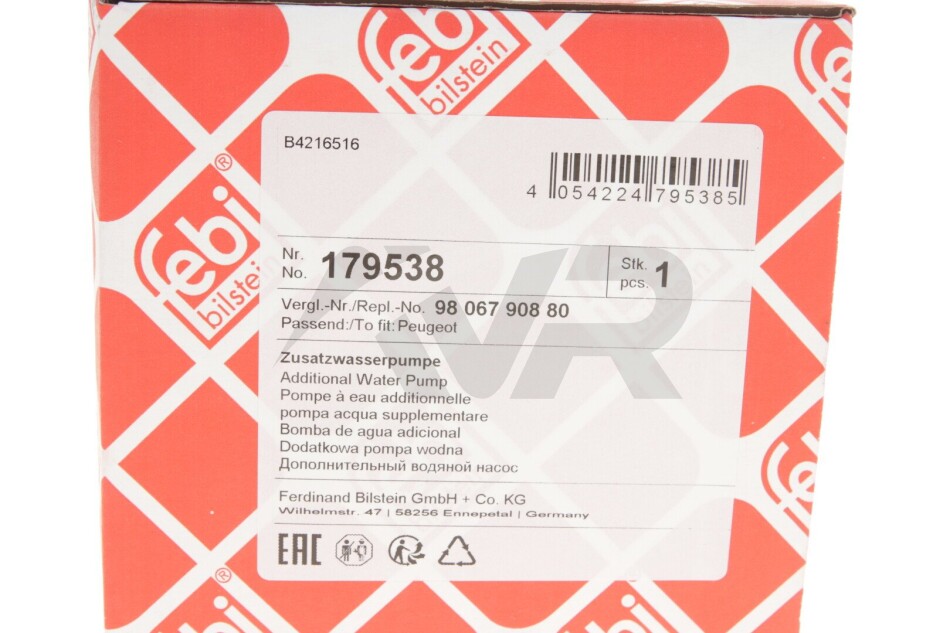 febi
bilstein
B4216516
4 054224 795385
febi®
bilstein
Nr.
No. 179538
Stk.
pcs. 1
VR
Vergl.-Nr./Repl.-No. 98 067 908 80
Passend:/To fit: Peugeot
Zusatzwasserpumpe
Additional Water Pump
Pompe à eau additionnelle
pompa acqua supplementare
Bomba de agua adicional
Dodatkowa pompa wodna
Дополнительный водяной насос
Ferdinand Bilstein GmbH + Co. KG
Wilhelmstr. 47 | 58256 Ennepetal | Germany
EAC
febi®